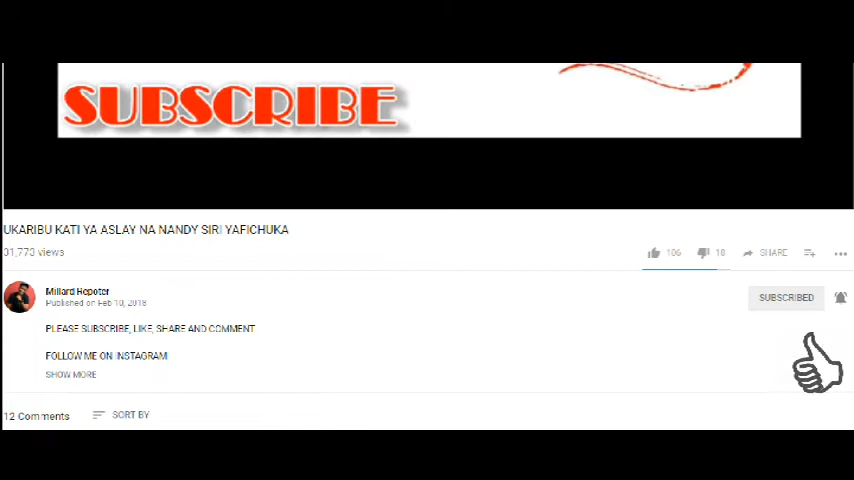 SUBSCRIBE
UKARIBU KATI YA ASLAY NA NANDY SIRI YAFICHUKA
31,773 views
106 18 SHARE
Millard Repoter
Published on Feb 10, 2018
SUBSCRIBED
PLEASE SUBSCRIBE, LIKE, SHARE AND COMMENT
FOLLOW ME ON INSTAGRAM
SHOW MORE
12 Comments SORT BY